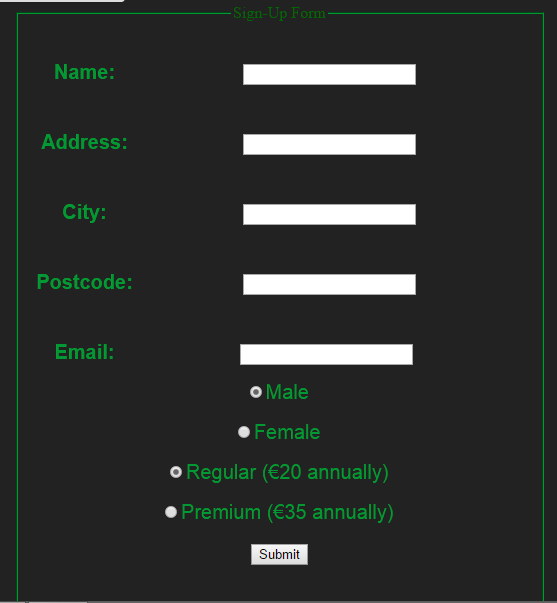 Sign-Up Form
Name:
Address:
City:
Postcode:
Email:
Male
Female
Regular (€20 annually)
Premium (€35 annually)
Submit